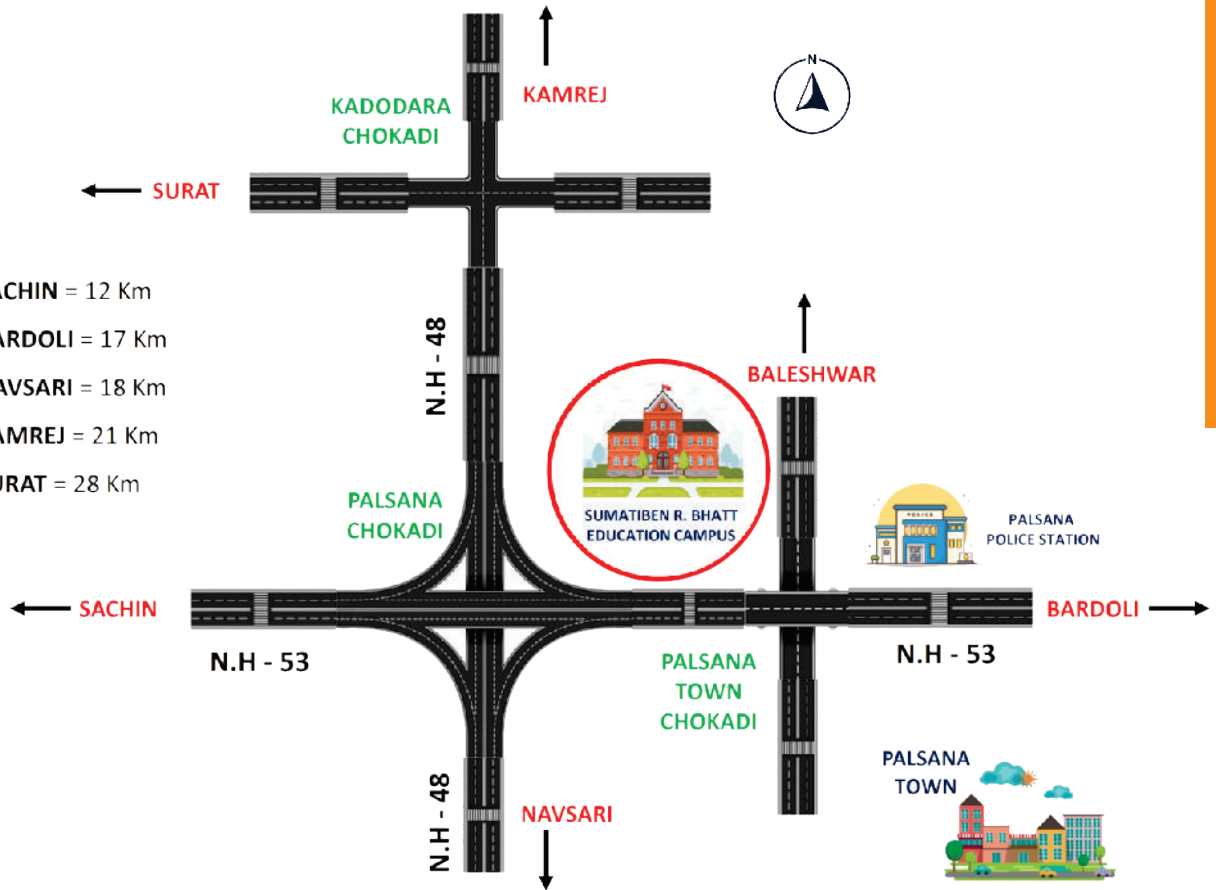 N
KADODARA
CHOKADI
KAMREJ
SURAT
ACHIN = 12 Km
ARDOLI = 17 Km
AVSARI = 18 Km
AMREJ = 21 Km
URAT = 28 Km
N.H - 48
BALESHWAR
PALSANA
CHOKADI
SUMATIBEN R. BHATT
EDUCATION CAMPUS
POLICE
PALSANA
POLICE STATION
SACHIN
BARDOLI
N.H - 53
PALSANA
TOWN
CHOKADI
N.H - 53
N.H - 48
NAVSARI
PALSANA
TOWN